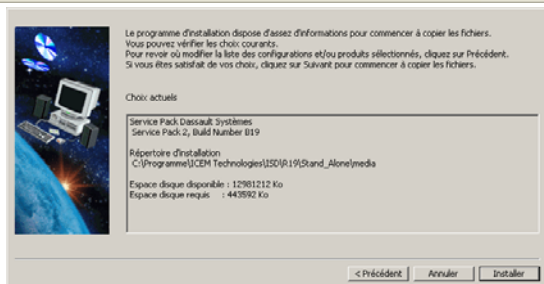 Le programme d'installation dispose d'assez d'informations pour commencer à copier les fichiers.
Vous pouvez vérifier les choix courants.
Pour revoir où modifier la liste des configurations et/ou produits sélectionnés, cliquez sur Précédent.
Si vous êtes satisfait de vos choix, cliquez sur Suivant pour commencer à copier les fichiers.
Choix actuels
Service Pack Dassault Systèmes
Service Pack 2, Build Number B19
Répertoire d'installation
C:\Programme\ICEM Technologies\ISD\R19\Stand_Alone\media
Espace disque disponible : 12981212 Ko
Espace disque requis : 443592 Ko
< Précédent
Annuler
Installer